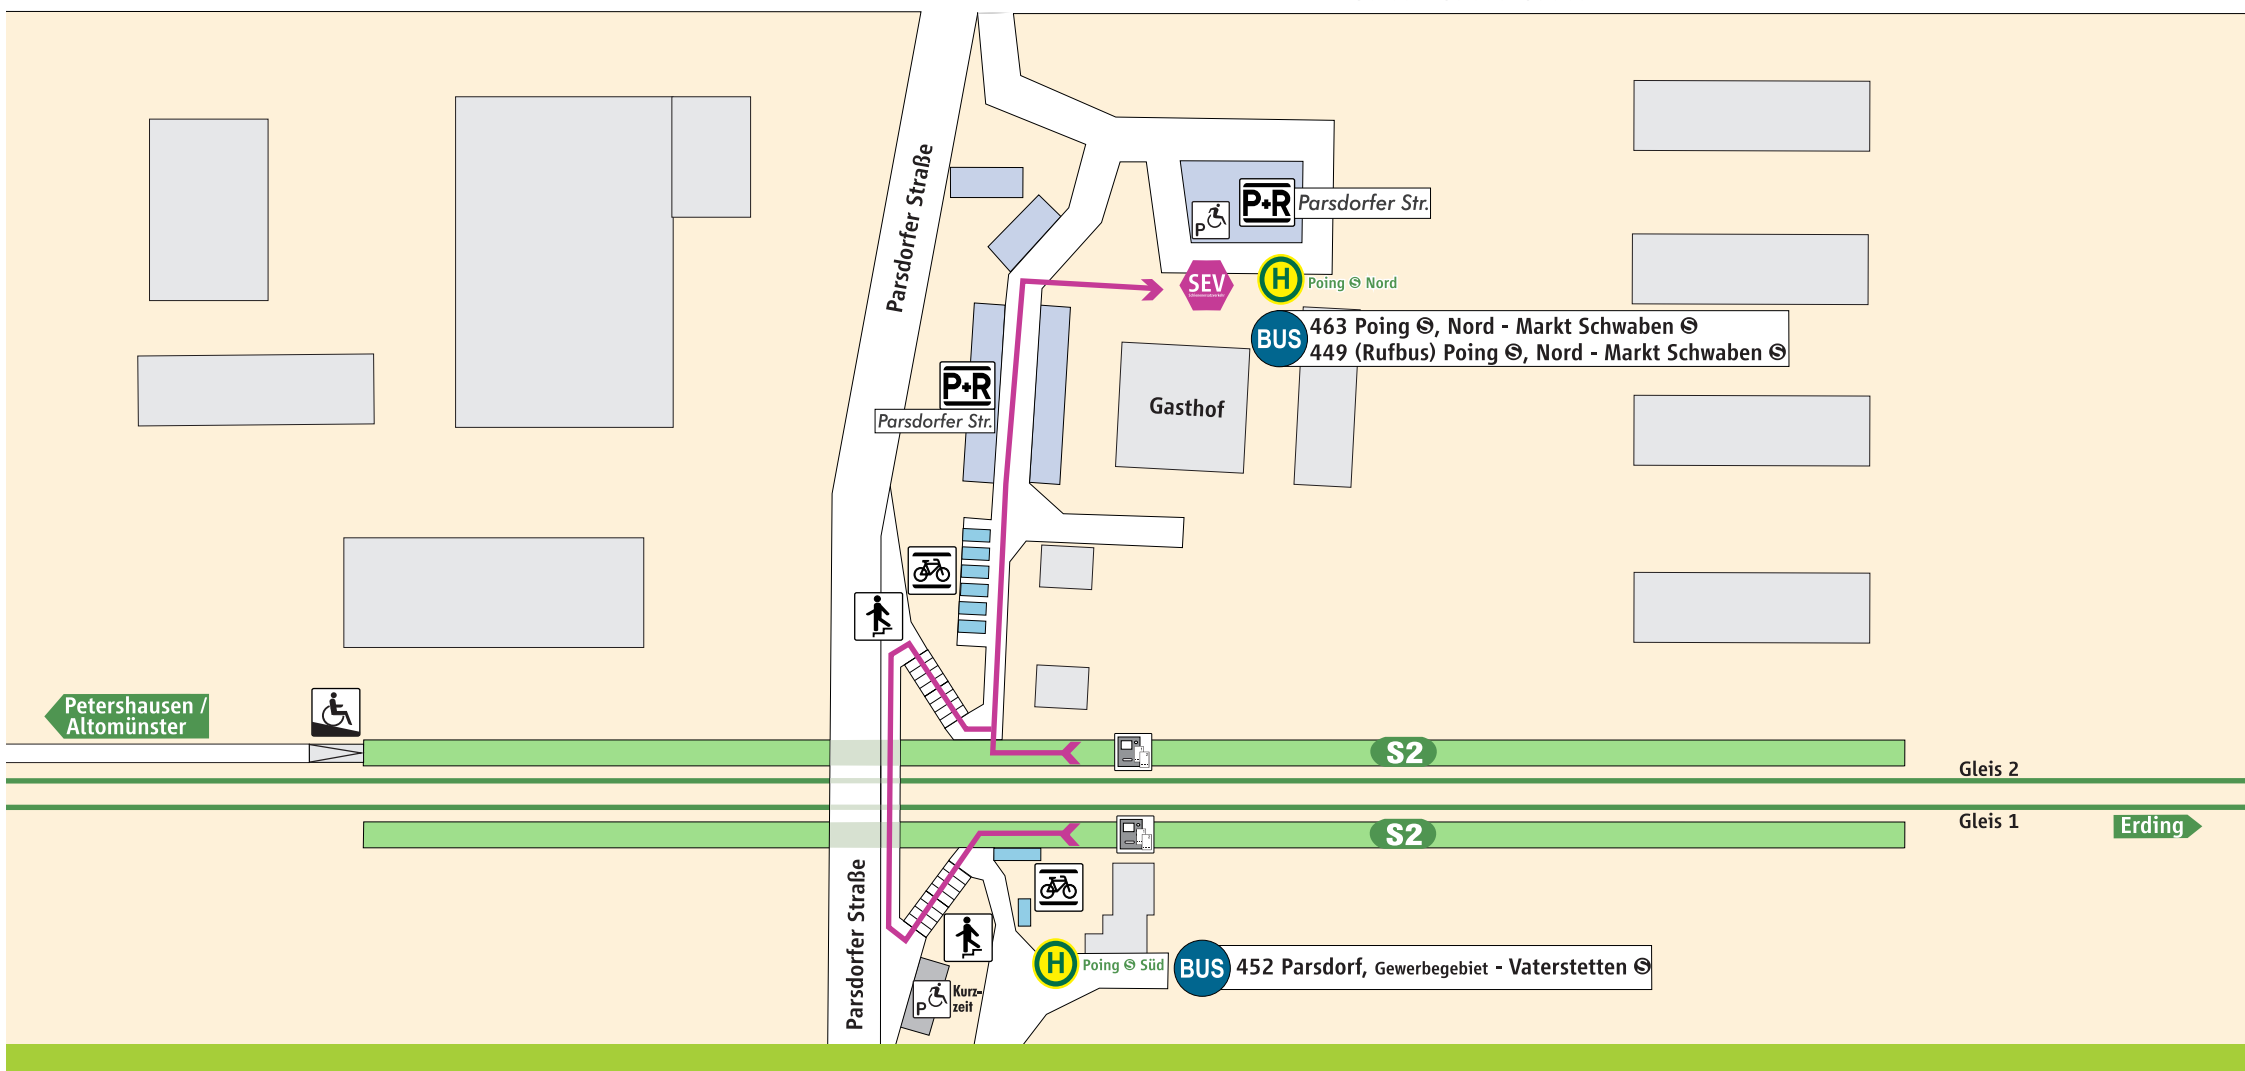 Parsdorfer Straße
P+R
Parsdorfer Str.
P
SEV
H
Poing S Nord
BUS
463 Poing S, Nord - Markt Schwaben S
449 (Rufbus) Poing S, Nord - Markt Schwaben S
P+R
Parsdorfer Str.
Gasthof
Petershausen /
Altomünster
S2
Gleis 2
S2
Gleis 1
Erding
Parsdorfer Straße
H
Poing S Süd
BUS
452 Parsdorf, Gewerbegebiet - Vaterstetten S
P
Kurz-
zeit